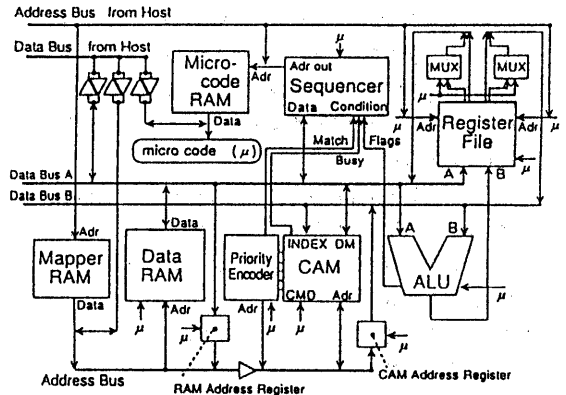 Address Bus from Host
Data Bus from Host
μ
MUX
MUX
Micro-
code
RAM
Adr
Adr out
Sequencer
Data Condition
μ
μ
Adr
Adr
μ
Register
File
Data
Match
Flags
micro code (μ)
Busy
μ
A
B
Data Bus A
Data Bus B
Adr
Data
A
B
Mapper
RAM
Data
RAM
Priority
Encoder
INDEX DM
CAM
ALU
Data
Adr
Adr
CMD Adr
μ
μ
μ
μ
μ
μ
μ
Address Bus
RAM Address Register
CAM Address Register